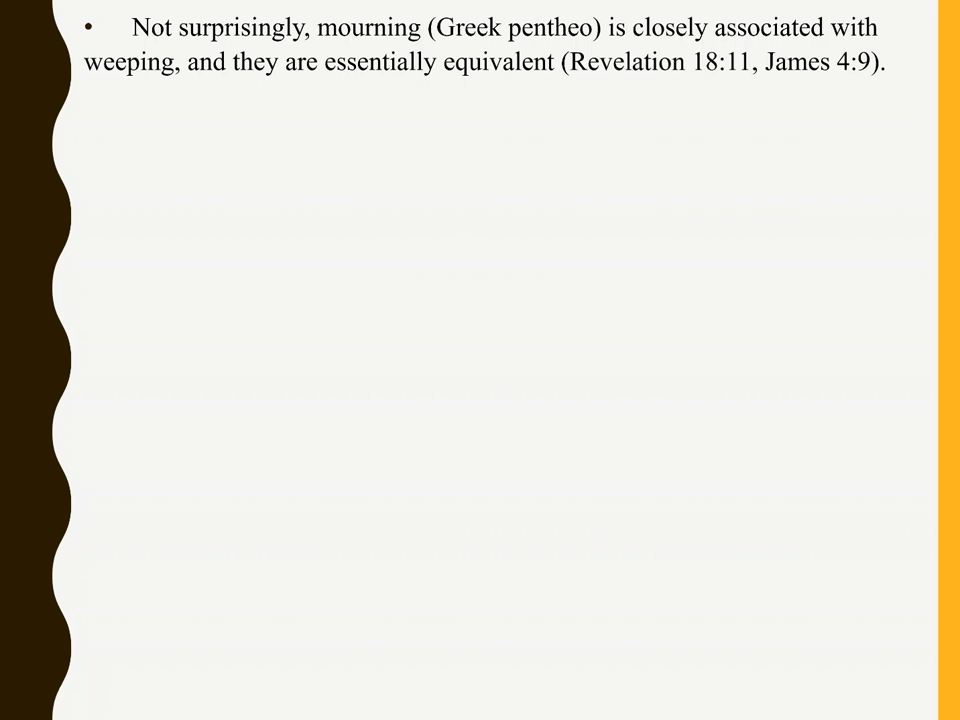 • Not surprisingly, mourning (Greek pentheo) is closely associated with
weeping, and they are essentially equivalent (Revelation 18:11, James 4:9).